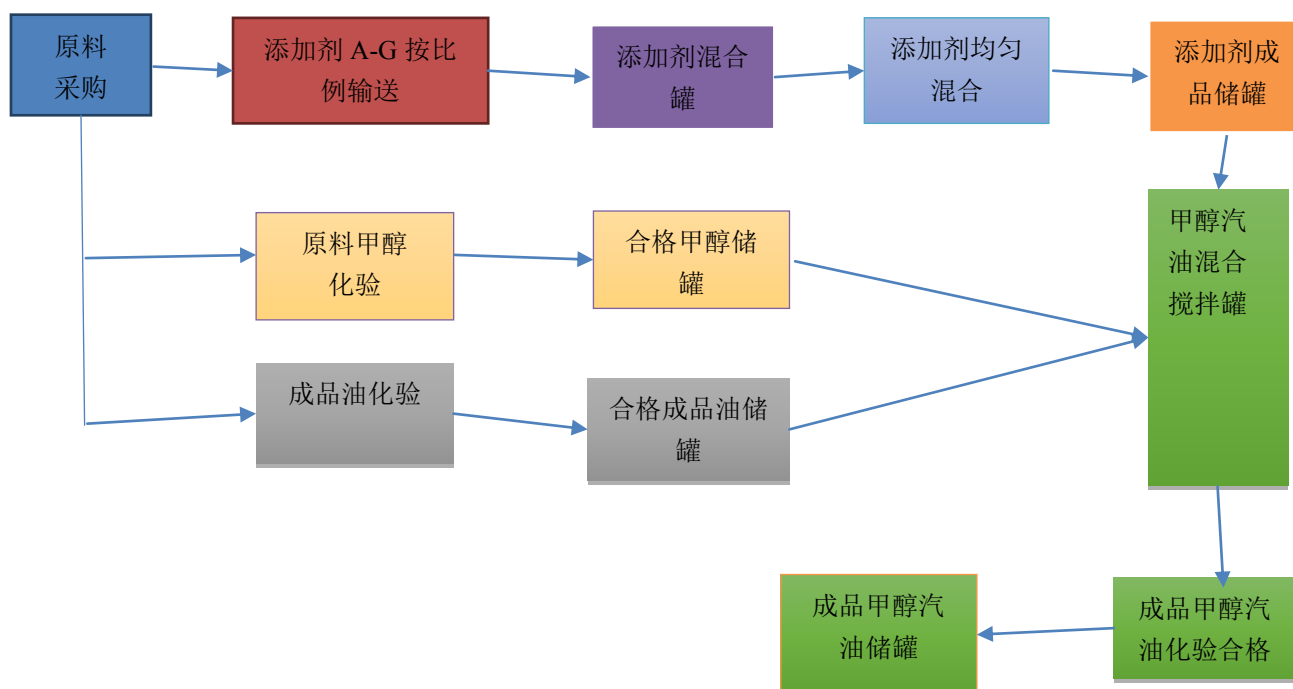 原料
采购
添加剂 A-G 按比
例输送
添加剂混合
罐
添加剂均匀
混合
添加剂成
品储罐
原料甲醇
化验
合格甲醇储
罐
甲醇汽
油混合
搅拌罐
成品油化验
合格成品油储
罐
成品甲醇汽
油储罐
成品甲醇汽
油化验合格